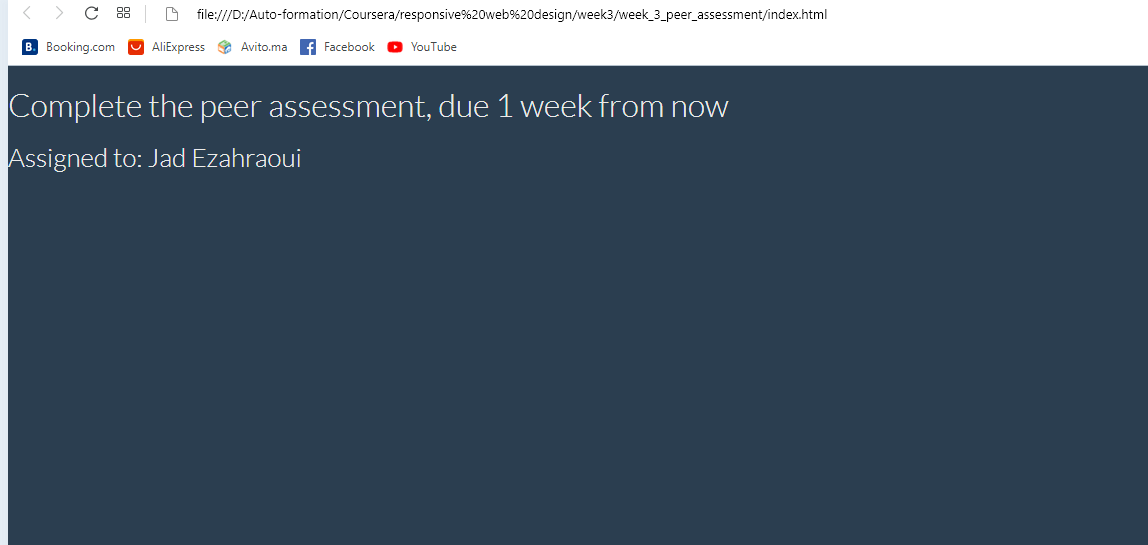 file:///D:/Auto-formation/Coursera/responsive%20web%20design/week3/week_3_peer_assessment/index.html
B. Booking.com AliExpress Avito.ma f Facebook YouTube
Complete the peer assessment, due 1 week from now
Assigned to: Jad Ezahraoui